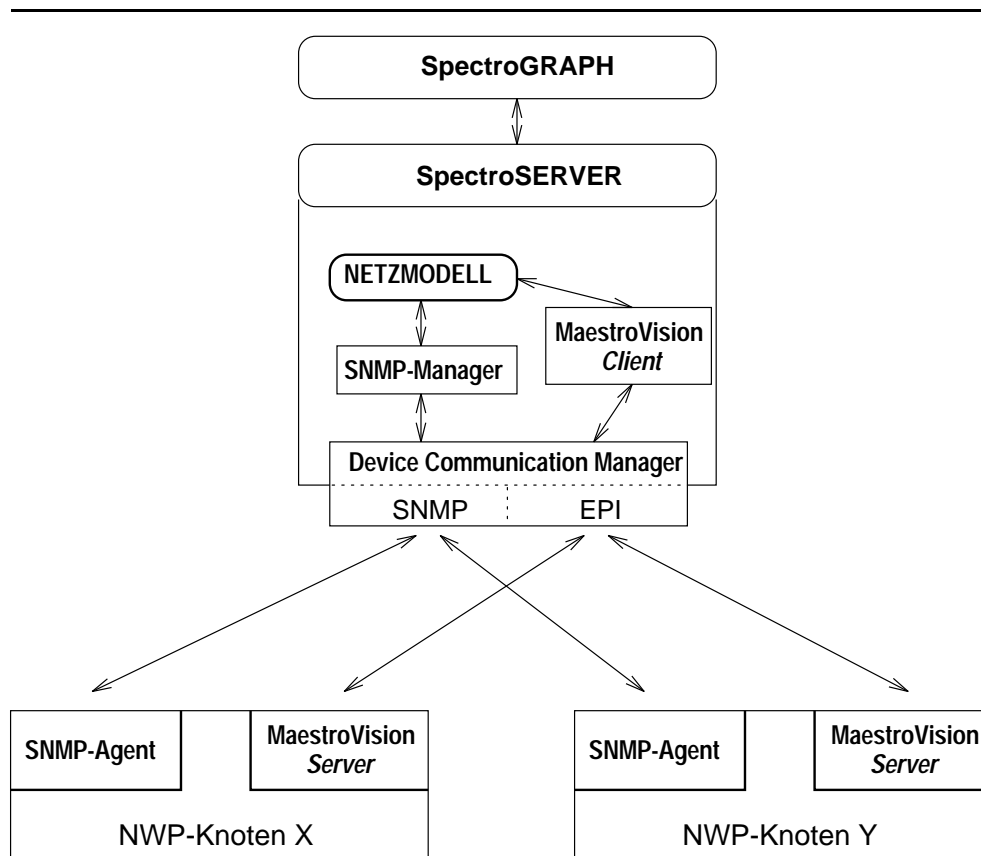 SpectroGRAPH
SpectroSERVER
NETZMODELL
MaestroVision
Client
SNMP-Manager
Device Communication Manager
SNMP
EPI
SNMP-Agent
MaestroVision
Server
NWP-Knoten X
SNMP-Agent
MaestroVision
Server
NWP-Knoten Y